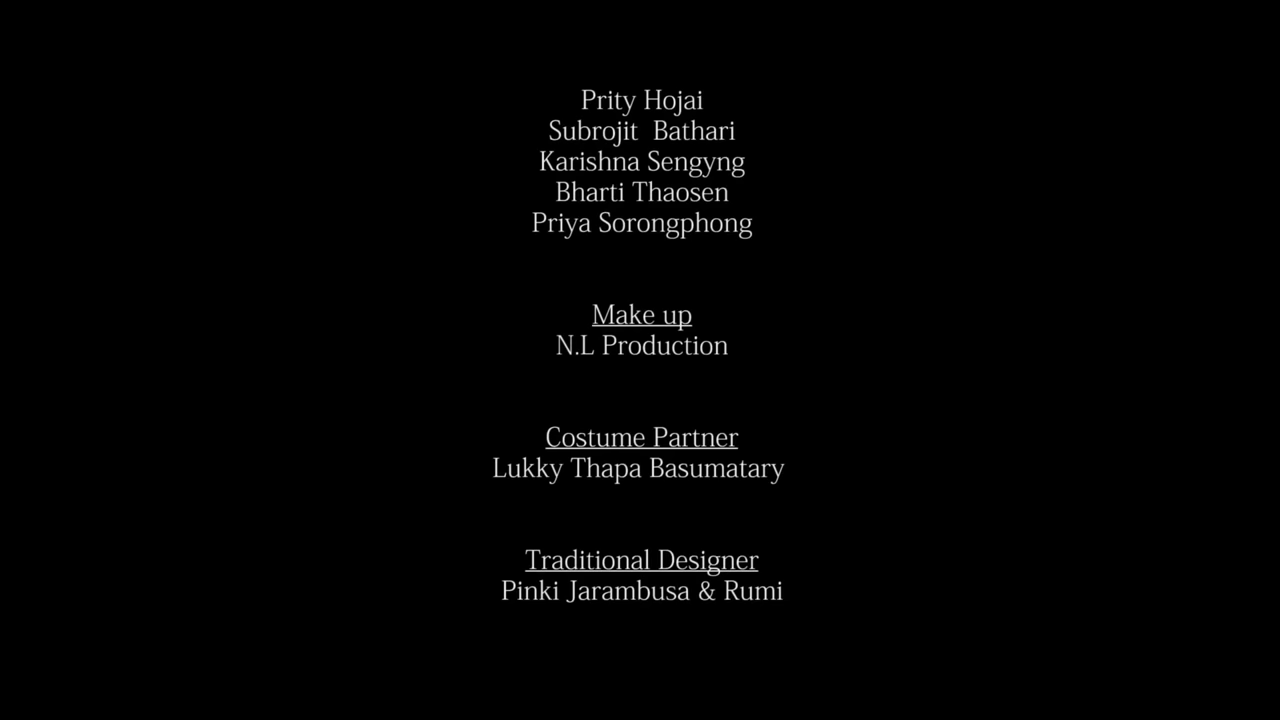 Prity Hojai
Subrojit  Bathari
Karishna Sengyng
Bharti Thaosen
Priya Sorongphong
Make up
N.L Production
Costume Partner
Lukky Thapa Basumatary
Traditional Designer
Pinki Jarambusa & Rumi